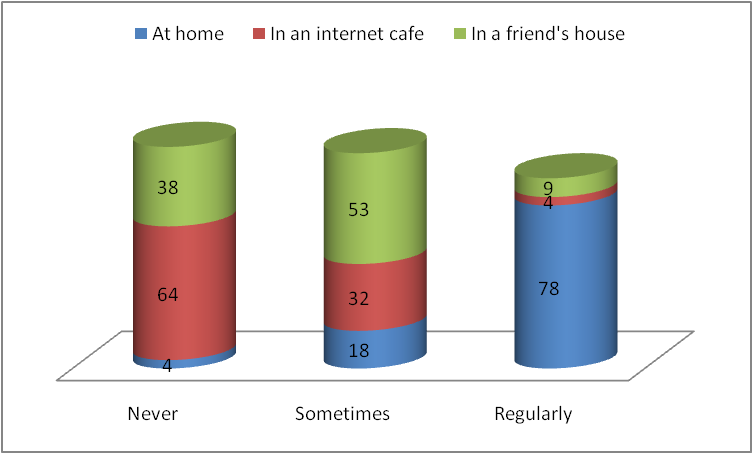 At home In an internet cafe In a friend's house
38 53 9
4
64 32 78
4 18
Never Sometimes Regularly